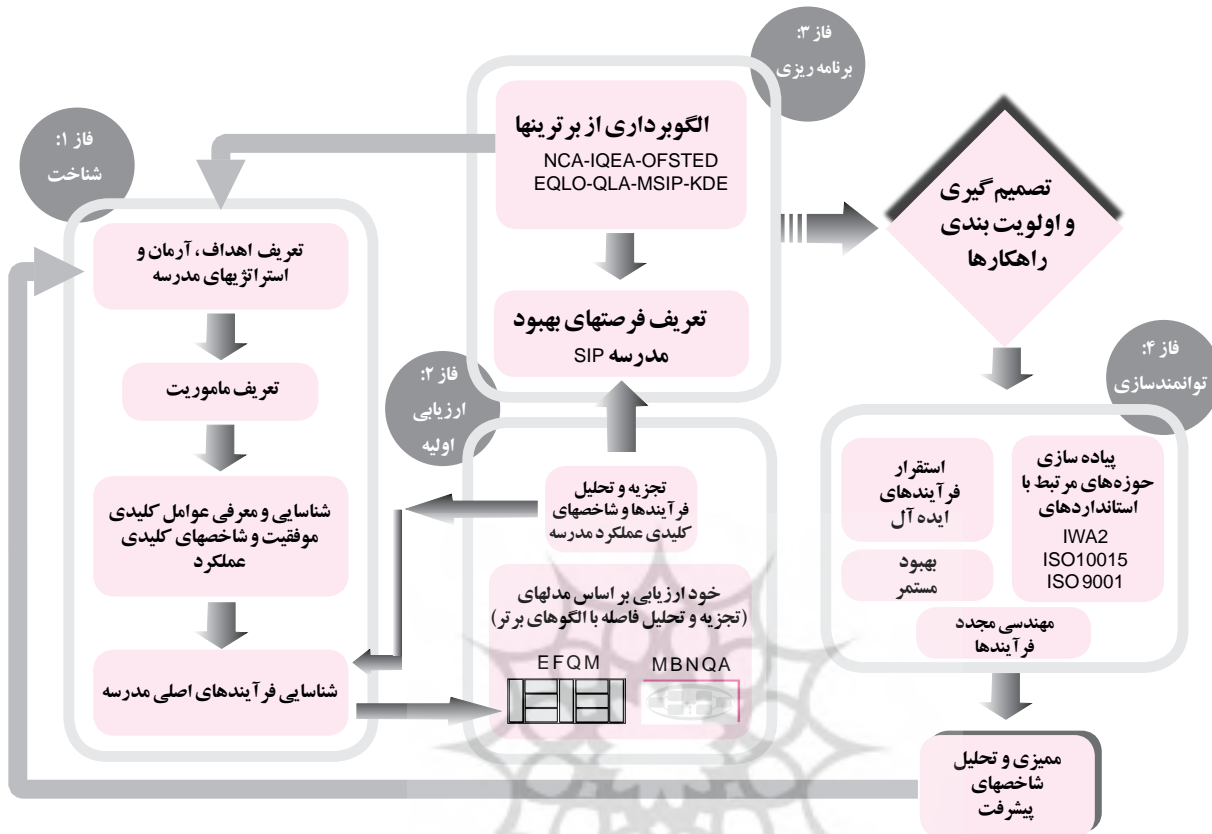 فاز ۱:
شناخت
تعریف اهداف، آرمان و
استراتژیهای مدرسه
تعریف ماموریت
شناسایی و معرفی عوامل کلیدی
موفقیت و شاخصهای کلیدی
عملکرد
شناسایی فرآیندهای اصلی مدرسه
فاز ۲:
ارزیابی
اولیه
تجزیه و تحلیل
فرآیندها و شاخصهای
کلیدی عملکرد مدرسه
خود ارزیابی بر اساس مدلهای
(تجزیه و تحلیل فاصله با الگوهای برتر)
EFQM MBNQA
فاز ۳:
برنامه ریزی
الگوبرداری از برترینها
NCA-IQEA-OFSTED
EQLO-QLA-MSIP-KDE
تعریف فرصتهای بهبود
مدرسه SIP
تصمیم گیری
و اولویت بندی
راهکارها
فاز ۴:
توانمندسازی
پیاده سازی
حوزه‌های مرتبط با
استانداردهای
IWA2
ISO10015
ISO 9001
استقرار
فرآیندهای
ایده آل
بهبود
مستمر
مهندسی مجدد
فرآیندها
ممیزی و تحلیل
شاخصهای
پیشرفت